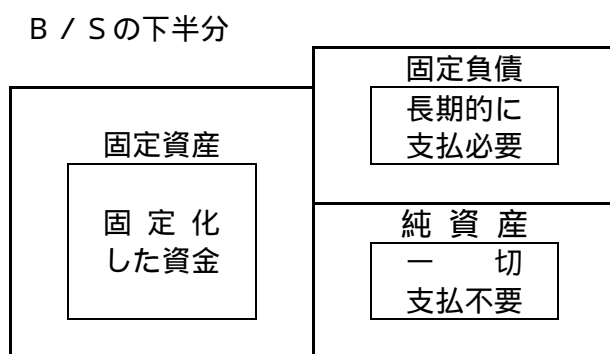 Ｂ／Ｓの下半分
固定資産
固 定 化
した資金
固定負債
長期的に
支払必要
純 資 産
一　　切
支払不要